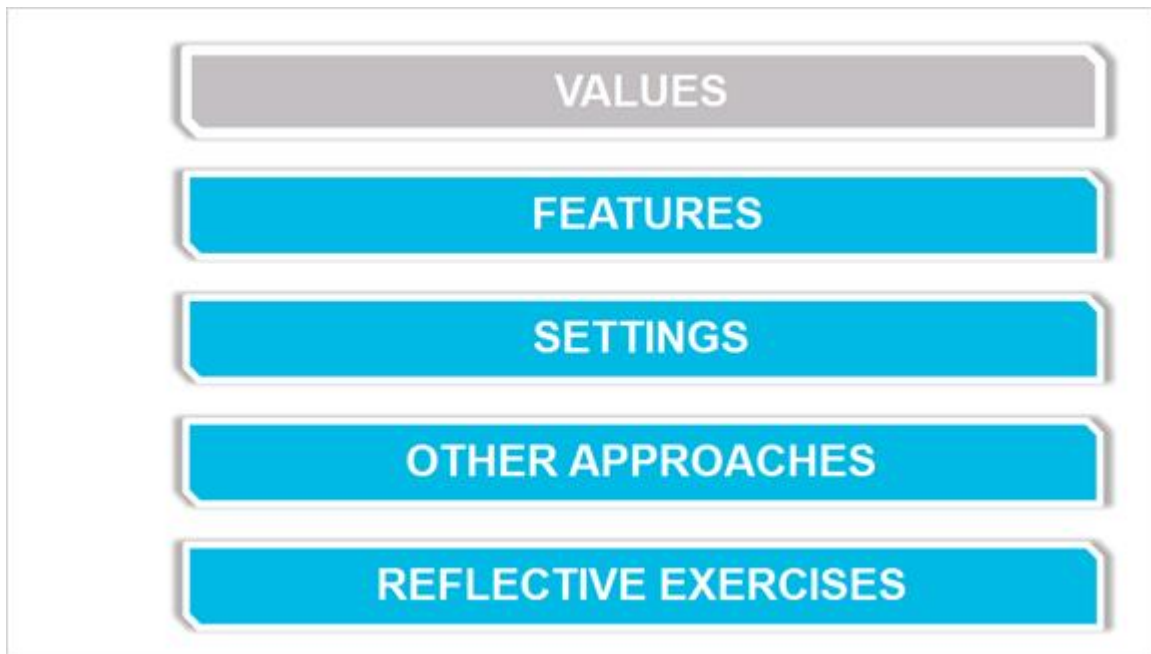 VALUES
FEATURES
SETTINGS
OTHER APPROACHES
REFLECTIVE EXERCISES